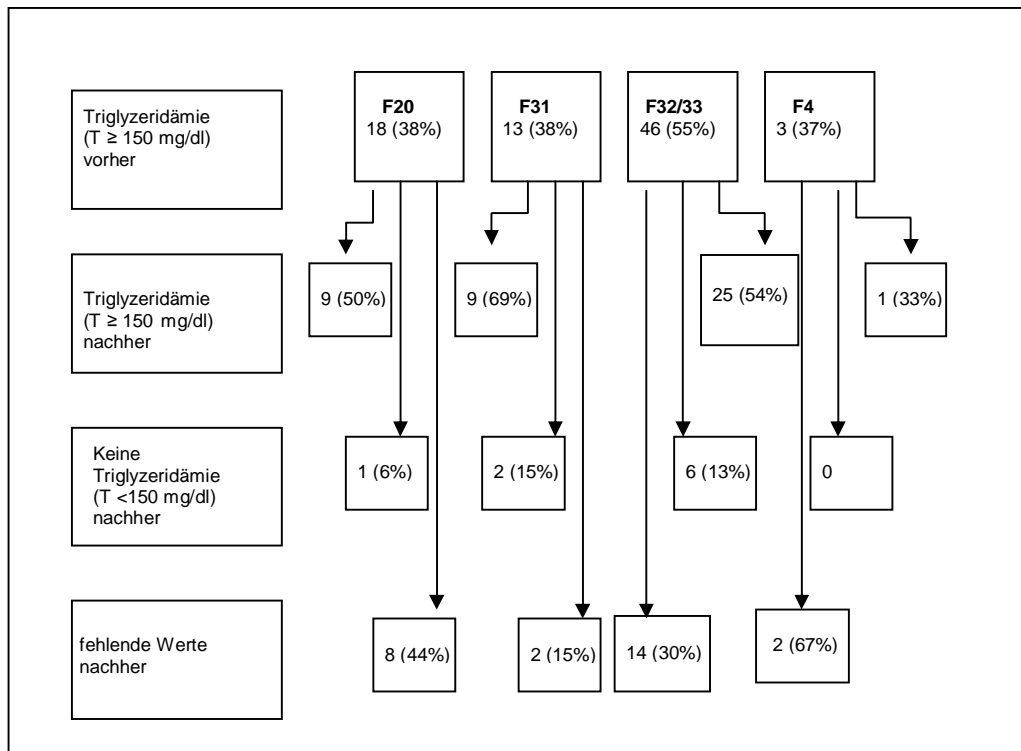 Triglyzeridämie
(T ≥ 150 mg/dl)
vorher
F20
18 (38%)
F31
13 (38%)
F32/33
46 (55%)
F4
3 (37%)
Triglyzeridämie
(T ≥ 150 mg/dl)
nachher
9 (50%)
9 (69%)
25 (54%)
1 (33%)
Keine
Triglyzeridämie
(T <150 mg/dl)
nachher
1 (6%)
2 (15%)
6 (13%)
0
fehlende Werte
nachher
8 (44%)
2 (15%)
14 (30%)
2 (67%)